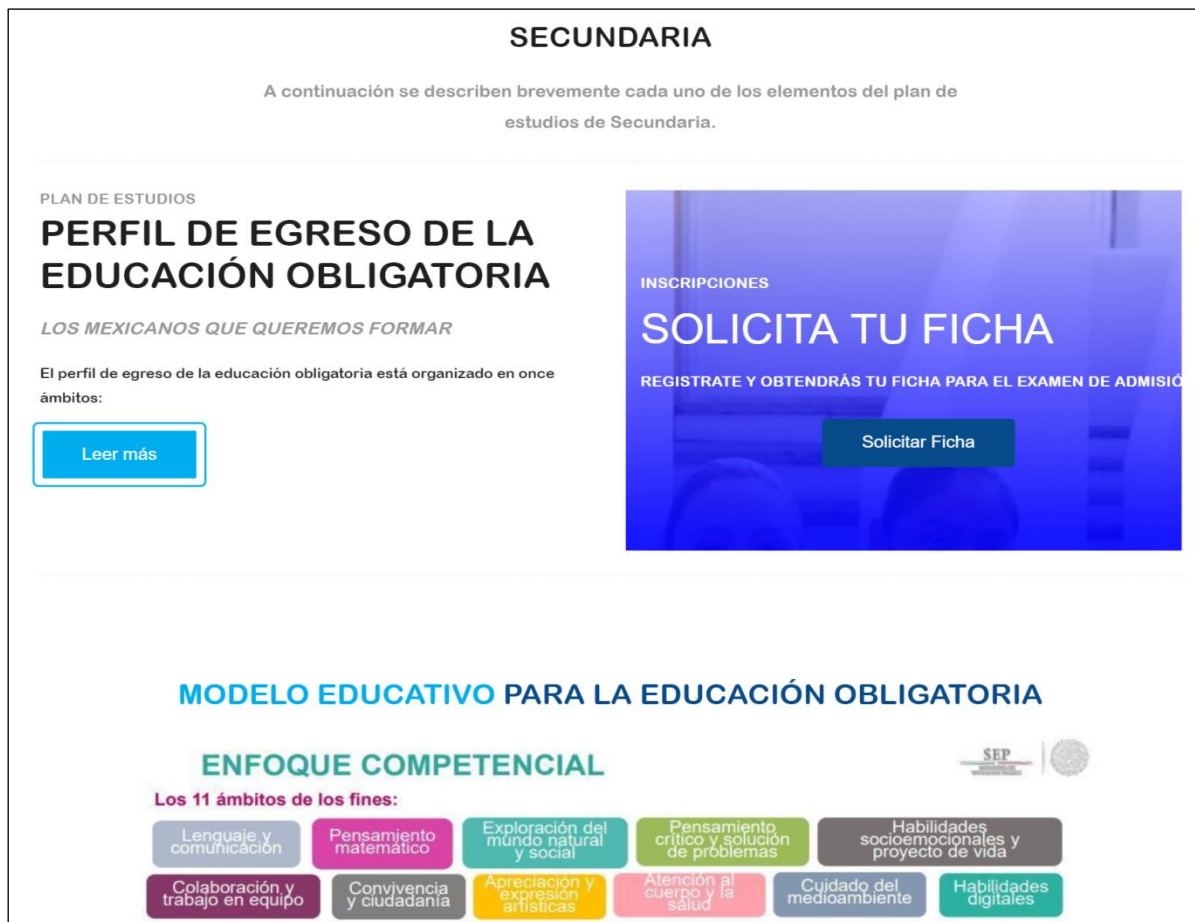 SECUNDARIA
A continuación se describen brevemente cada uno de los elementos del plan de
estudios de Secundaria.
PLAN DE ESTUDIOS
PERFIL DE EGRESO DE LA
EDUCACIÓN OBLIGATORIA
LOS MEXICANOS QUE QUEREMOS FORMAR
El perfil de egreso de la educación obligatoria está organizado en once
ámbitos:
Leer más
INSCRIPCIONES
SOLICITA TU FICHA
REGISTRATE Y OBTENDRÁS TU FICHA PARA EL EXAMEN DE ADMISIÓ
Solicitar Ficha
MODELO EDUCATIVO PARA LA EDUCACIÓN OBLIGATORIA
ENFOQUE COMPETENCIAL
SEP
Los 11 ámbitos de los fines:
Lenguaje y
comunicación
Pensamiento
matemático
Exploración del
mundo natural
y social
Pensamiento
crítico y solución
de problemas
Habilidades
socioemocionales y
proyecto de vida
Colaboración y
trabajo en equipo
Convivencia
y ciudadanía
Apreciación y
expresión
artísticas
Atención al
cuerpo y la
salud
Cuidado del
medioambiente
Habilidades
digitales